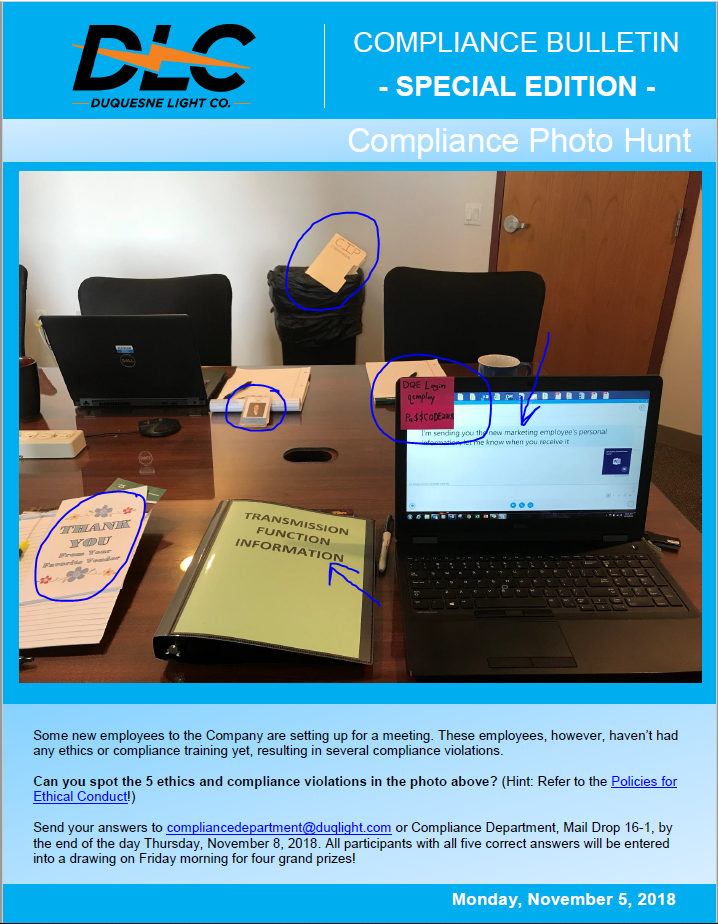 DLC
DUQUESNE LIGHT CO.
COMPLIANCE BULLETIN
- SPECIAL EDITION -
Compliance Photo Hunt
C.I.P
DELL
DQE Login
I'm sending you the new marketing employee's personal
information, let me know when you receive it
THANK
YOU
From Your
Favorite Vendor
TRANSMISSION
FUNCTION
INFORMATION
Some new employees to the Company are setting up for a meeting. These employees, however, haven't had
any ethics or compliance training yet, resulting in several compliance violations.
Can you spot the 5 ethics and compliance violations in the photo above? (Hint: Refer to the Policies for
Ethical Conduct!)
Send your answers to compliancedepartment@duqlight.com or Compliance Department, Mail Drop 16-1, by
the end of the day Thursday, November 8, 2018. All participants with all five correct answers will be entered
into a drawing on Friday morning for four grand prizes!
Monday, November 5, 2018